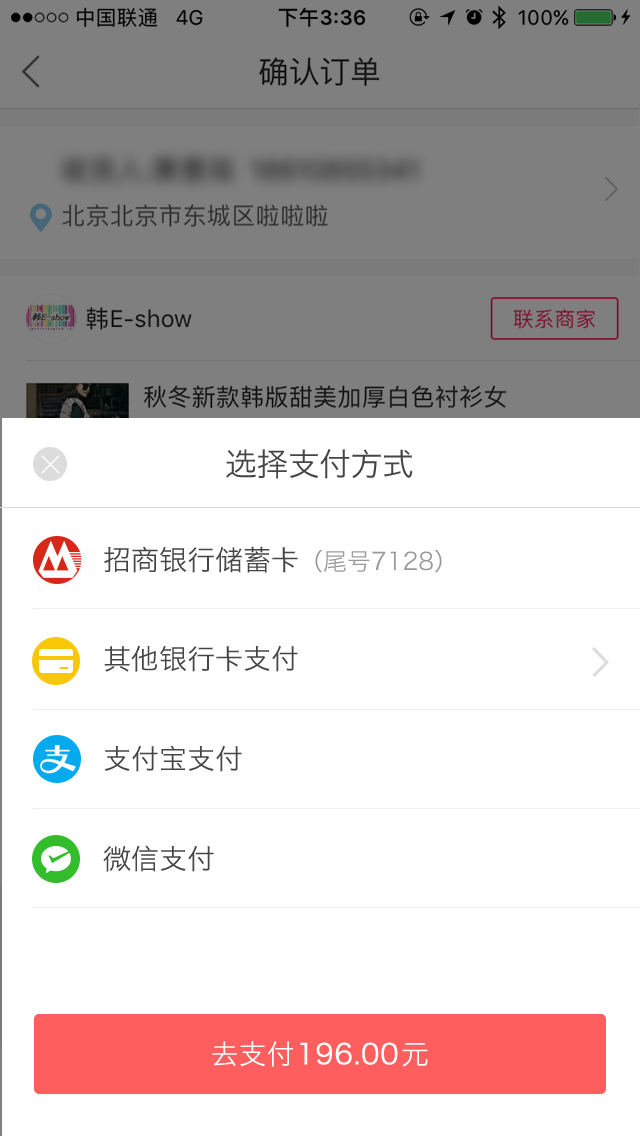 中国联通 4G 下午3:36 100%
确认订单
北京北京市东城区啦啦啦
韩E-show 韩E-show 联系商家
秋冬新款韩版甜美加厚白色衬衫女
选择支付方式
招商银行储蓄卡（尾号7128）
其他银行卡支付
支 支付宝支付
微信支付
去支付196.00元